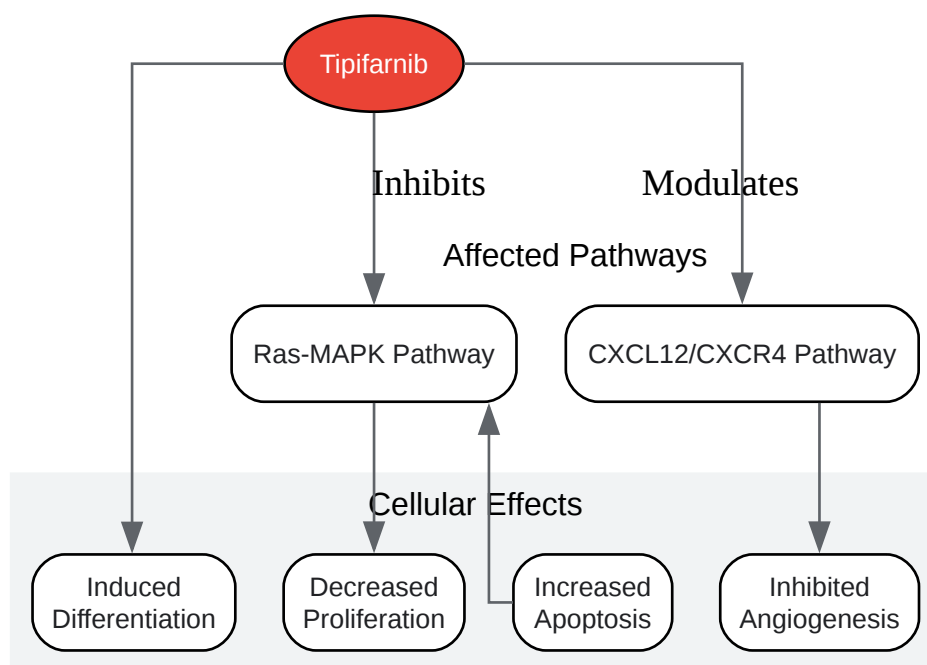 Tipifarnib
Inhibits
Modulates
Affected Pathways
Ras-MAPK Pathway
CXCL12/CXCR4 Pathway
Cellular Effects
Induced
Differentiation
Decreased
Proliferation
Increased
Apoptosis
Inhibited
Angiogenesis